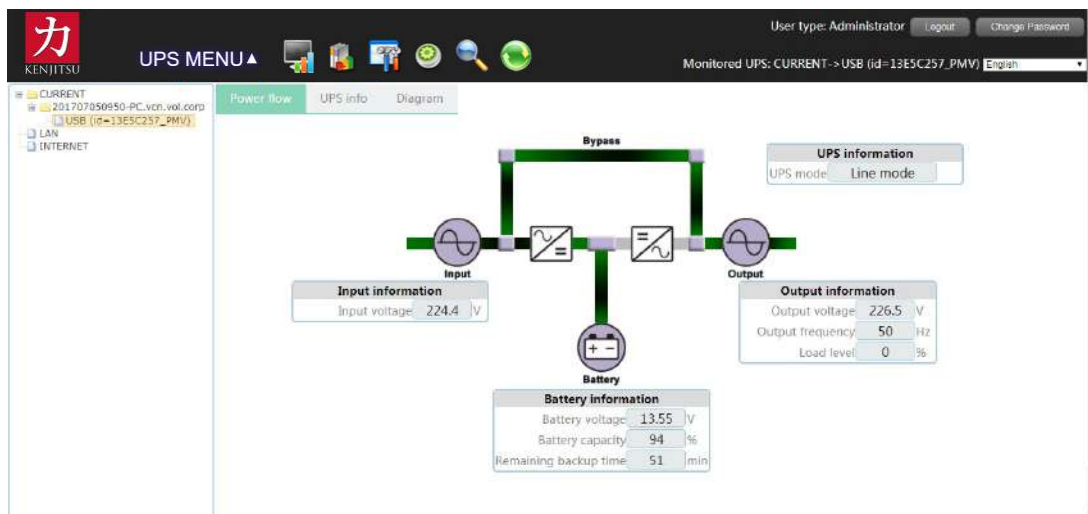 力
KENJITSU
UPS MENU▲
User type: Administrator
Logout
Change Password
Monitored UPS: CURRENT->USB (id=13E5C257_PMV)
English
CURRENT
201707050950-PC.vcn.vol.corp
USB (id=13E5C257_PMV)
LAN
INTERNET
Power flow
UPS info
Diagram
Bypass
UPS information
UPS mode Line mode
Input
Output
Input information
Input voltage 224.4 V
Output information
Output voltage 226.5 V
Output frequency 50 Hz
Load level 0 %
Battery
Battery information
Battery voltage 13.55 V
Battery capacity 94 %
Remaining backup time 51 min